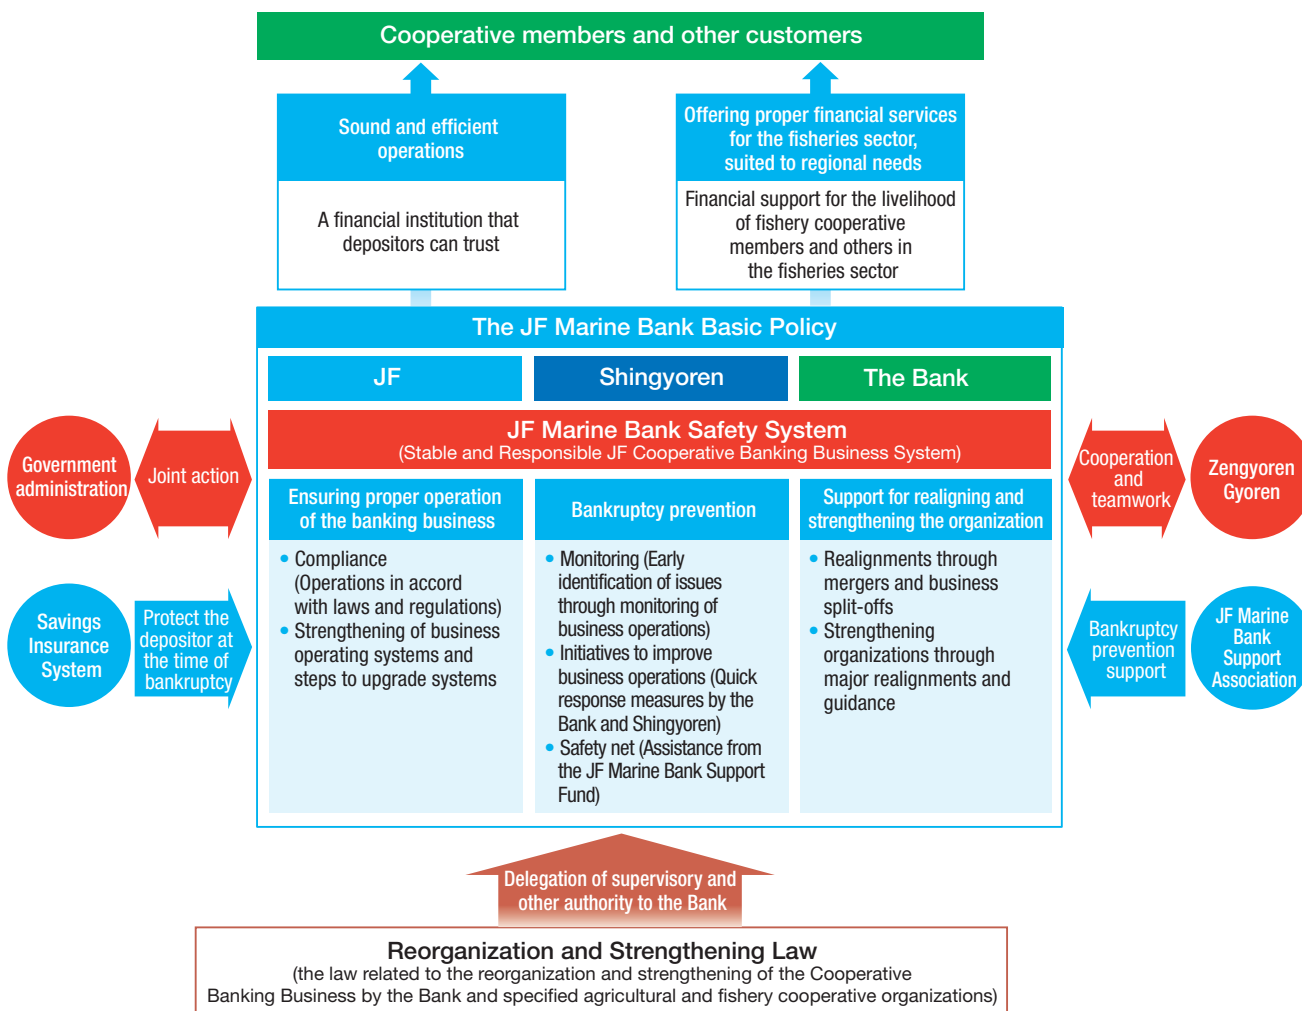 Cooperative members and other customers
Sound and efficient
operations
A financial institution that
depositors can trust
Offering proper financial services
for the fisheries sector,
suited to regional needs
Financial support for the livelihood
of fishery cooperative
members and others in
the fisheries sector
The JF Marine Bank Basic Policy
JF
Shingyoren
The Bank
JF Marine Bank Safety System
(Stable and Responsible JF Cooperative Banking Business System)
Government
administration
Joint action
Cooperation
and
teamwork
Zengyoren
Gyoren
Ensuring proper operation
of the banking business
• Compliance
(Operations in accord
with laws and regulations)
• Strengthening of business
operating systems and
steps to upgrade systems
Bankruptcy prevention
• Monitoring (Early
identification of issues
through monitoring of
business operations)
• Initiatives to improve
business operations (Quick
response measures by the
Bank and Shingyoren)
• Safety net (Assistance from
the JF Marine Bank Support
Fund)
Support for realigning and
strengthening the organization
• Realignments through
mergers and business
split-offs
• Strengthening
organizations through
major realignments and
guidance
Savings
Insurance
System
Protect the
depositor at
the time of
bankruptcy
Bankruptcy
prevention
support
JF Marine
Bank
Support
Association
Delegation of supervisory and
other authority to the Bank
Reorganization and Strengthening Law
(the law related to the reorganization and strengthening of the Cooperative
Banking Business by the Bank and specified agricultural and fishery cooperative organizations)